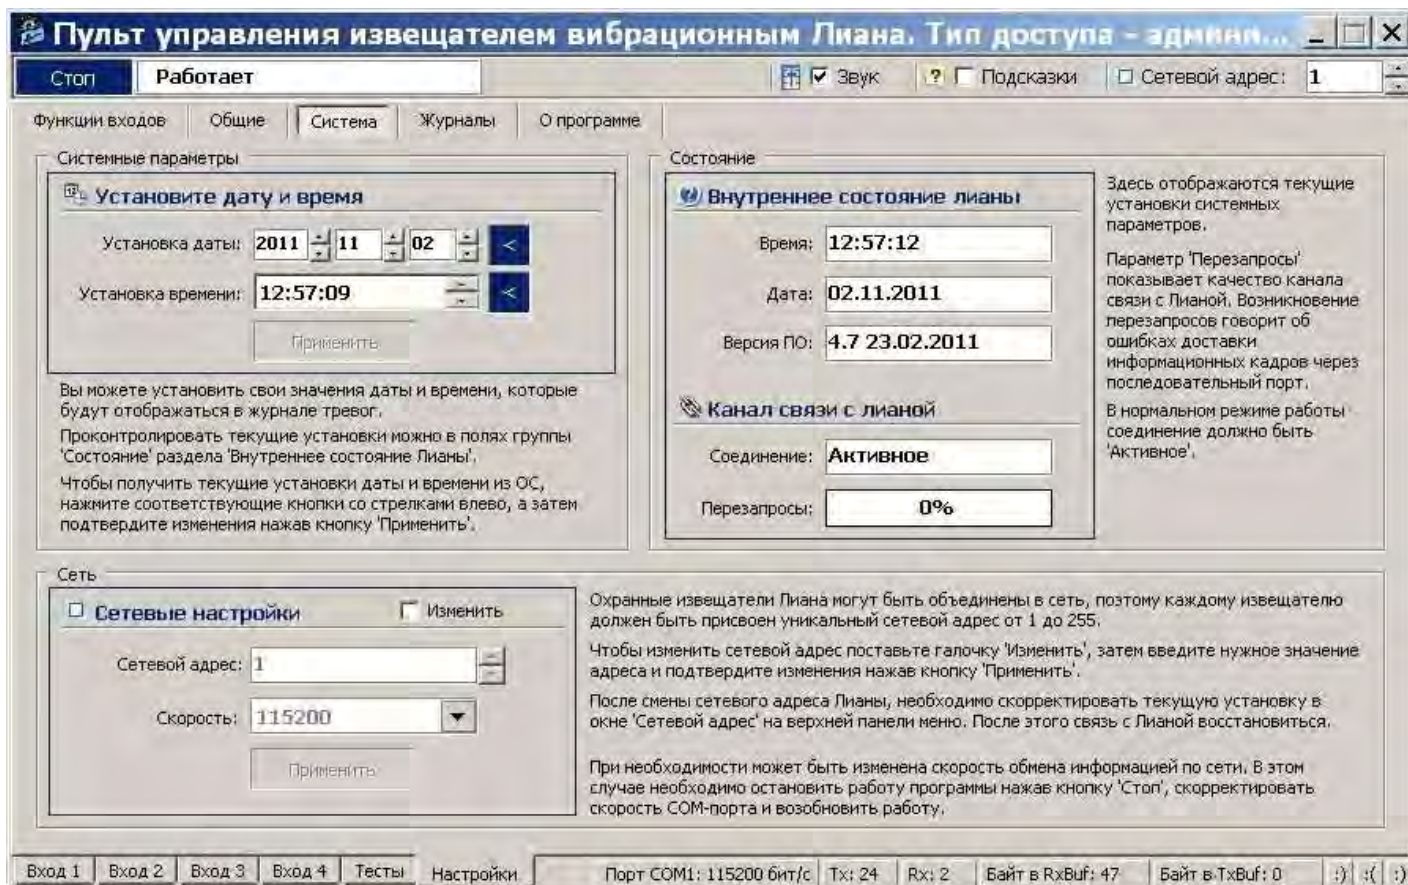 Пульт управления извещателем вибрационным Лиана. Тип доступа - админи...
Стоп Работает Звук ? Подсказки Сетевой адрес: 1
Функции входов Общие Система Журналы О программе
Системные параметры
Установите дату и время
Установка даты: 2011 11 02 <
Установка времени: 12:57:09 <
Применить
Вы можете установить свои значения даты и времени, которые
будут отображаться в журнале тревог.
Проконтролировать текущие установки можно в полях группы
'Состояние' раздела 'Внутреннее состояние Лианы'.
Чтобы получить текущие установки даты и времени из ОС,
нажмите соответствующие кнопки со стрелками влево, а затем
подтвердите изменения нажав кнопку 'Применить'.
Состояние
Внутреннее состояние лианы
Время: 12:57:12
Дата: 02.11.2011
Версия ПО: 4.7 23.02.2011
Канал связи с лианой
Соединение: Активное
Перезапросы: 0%
Здесь отображаются текущие
установки системных
параметров.
Параметр 'Перезапросы'
показывает качество канала
связи с Лианой. Возникновение
перезапросов говорит об
ошибках доставки
информационных кадров через
последовательный порт.
В нормальном режиме работы
соединение должно быть
'Активное'.
Сеть
Сетевые настройки Изменить
Сетевой адрес: 1
Скорость: 115200
Применить
Охранные извещатели Лиана могут быть объединены в сеть, поэтому каждому извещателю
должен быть присвоен уникальный сетевой адрес от 1 до 255.
Чтобы изменить сетевой адрес поставьте галочку 'Изменить', затем введите нужное значение
адреса и подтвердите изменения нажав кнопку 'Применить'.
После смены сетевого адреса Лианы, необходимо скорректировать текущую установку в
окне 'Сетевой адрес' на верхней панели меню. После этого связь с Лианой восстановиться.
При необходимости может быть изменена скорость обмена информацией по сети. В этом
случае необходимо остановить работу программы нажав кнопку 'Стоп', скорректировать
скорость COM-порта и возобновить работу.
Вход 1 Вход 2 Вход 3 Вход 4 Тесты Настройки Порт COM1: 115200 бит/с Tx: 24 Rx: 2 Байт в RxBuf: 47 Байт в TxBuf: 0 :) :( :)